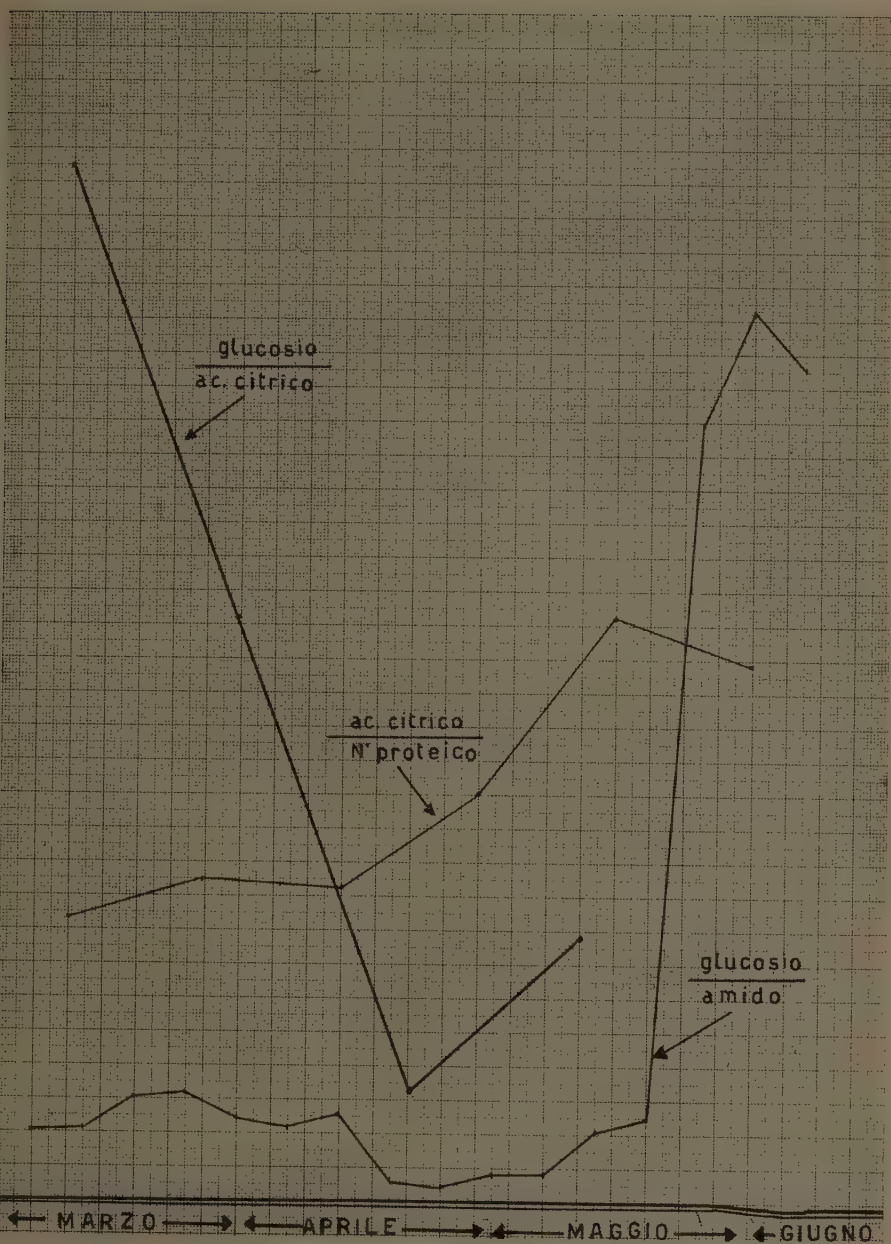 glucosio
ac. citrico
ac. citrico
N° proteico
glucosio
amido
MARZO APRILE MAGGIO GIUGNO